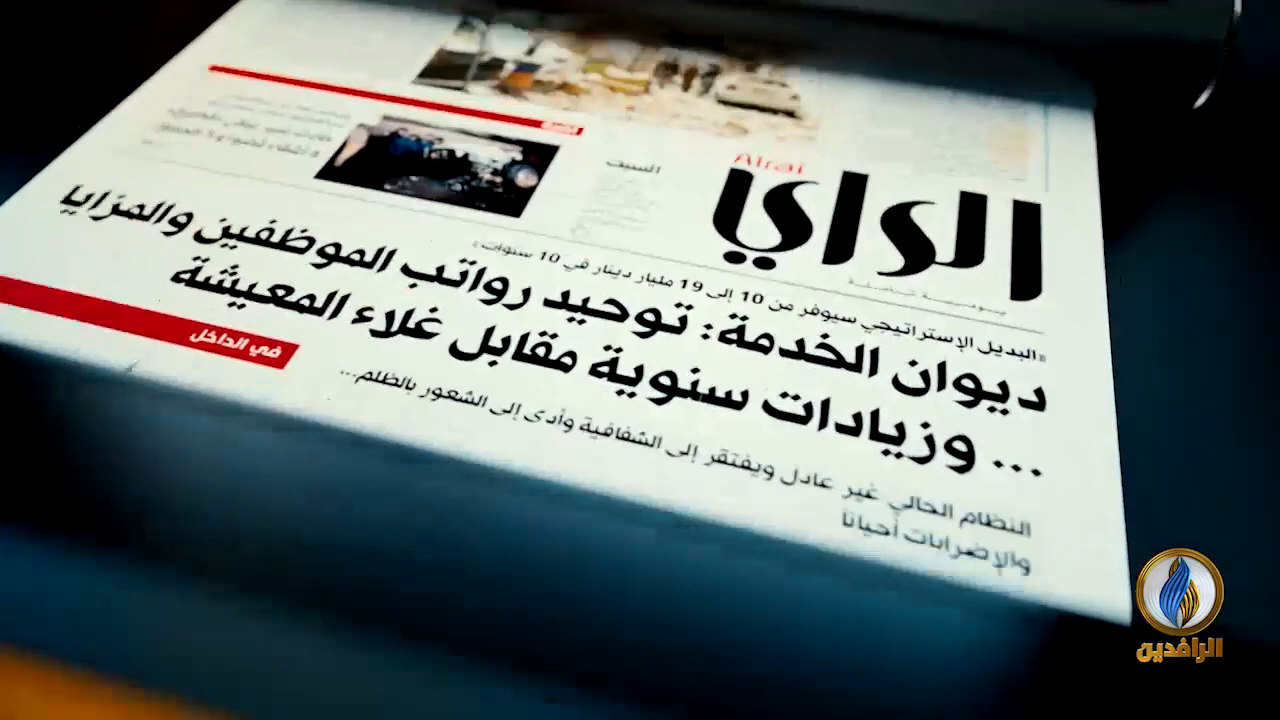 السبت
Alrai
الراي
«البديل الإستراتيجي سيوفر من 10 إلى 19 مليار دينار في 10 سنوات»
ديوان الخدمة: توحيد رواتب الموظفين والمزايا
... وزيادات سنوية مقابل غلاء المعيشة
في الداخل
النظام الحالي غير عادل ويفتقر إلى الشفافية وأدى إلى الشعور بالظلم...
والإضرابات أحياناً
الرافدين